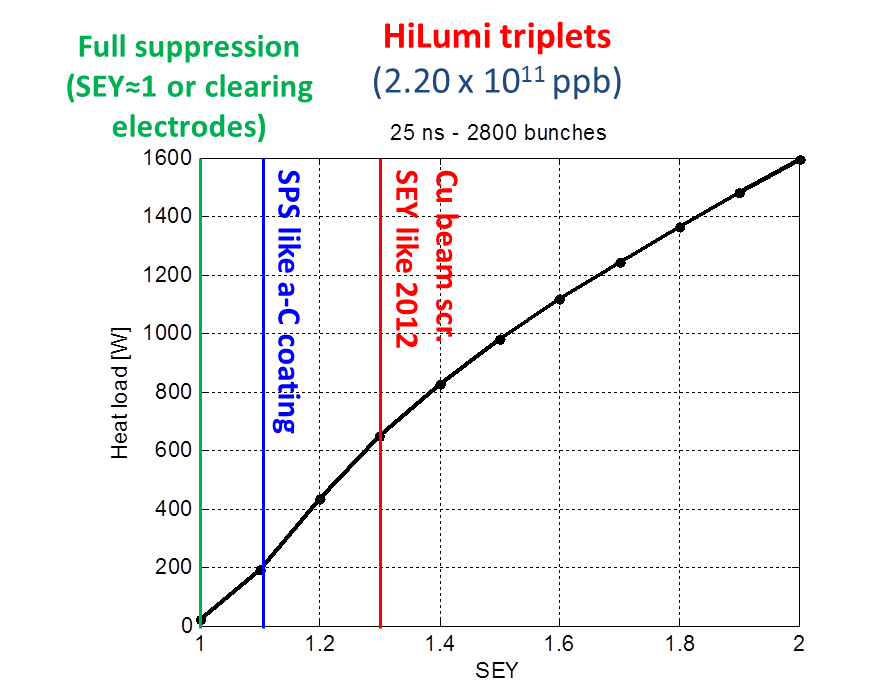 Full suppression
(SEY≈1 or clearing
electrodes)
HiLumi triplets
(2.20 x 10¹¹ ppb)
25 ns - 2800 bunches
SPS like a-C coating
Cu beam scr.
SEY like 2012
Heat load [W]
1600
1400
1200
1000
800
600
400
200
0
1
1.2
1.4
1.6
1.8
2
SEY